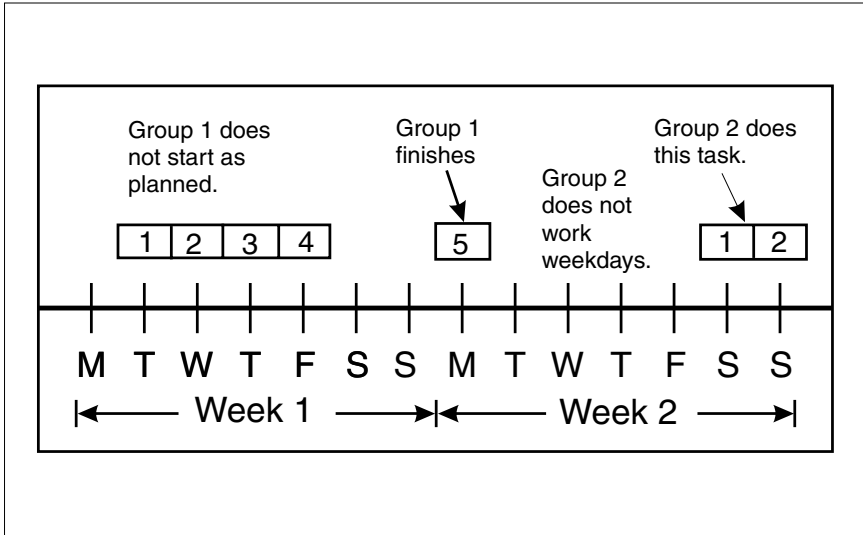 Group 1 does
not start as
planned.
Group 1
finishes
Group 2 does
this task.
Group 2
does not
work
weekdays.
1 2 3 4
5
1 2
M T W T F S S M T W T F S S
Week 1 Week 2